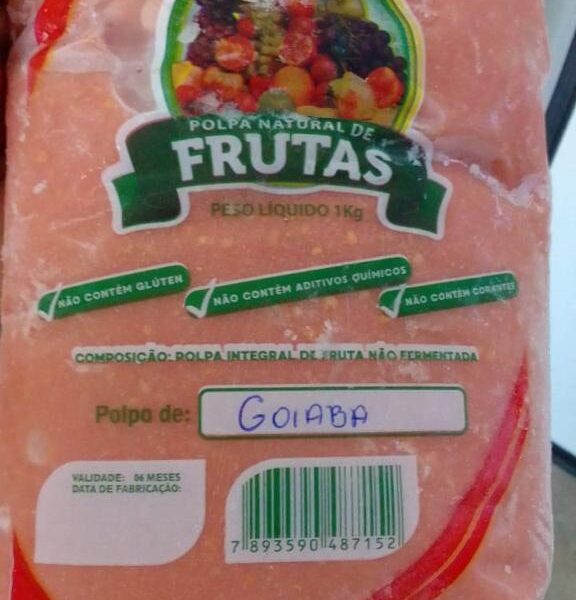 POLPA NATURAL DE
FRUTAS
PESO LÍQUIDO 1Kg
NÃO CONTÉM GLÚTEN
NÃO CONTÉM ADITIVOS QUÍMICOS
NÃO CONTÉM CORANTES
COMPOSIÇÃO: POLPA INTEGRAL DE FRUTA NÃO FERMENTADA
Polpa de: GOIABA
VALIDADE: 06 MESES
DATA DE FABRICAÇÃO:
7 893590 487152